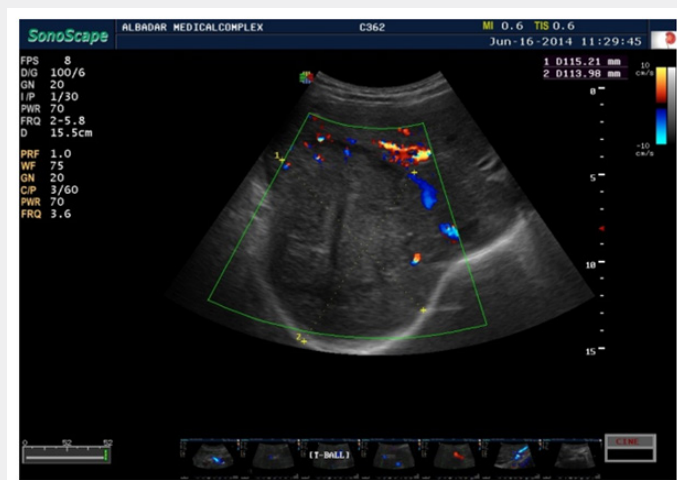 SonoScape
ALBADAR MEDICALCOMPLEX C362 MI 0.6 TIS 0.6
Jun-16-2014 11:29:45
FPS 8
D/G 100/6
GN 20
I/P 1/30
PWR 70
FRQ 2-5.8
D 15.5cm
PRF 1.0
WF 75
GN 20
C/P 3/60
PWR 70
FRQ 3.6
1 D115.21 mm
2 D113.98 mm
10
cm/s
-10
cm/s
0
5
10
15
1
2
[T-BALL]
CINE